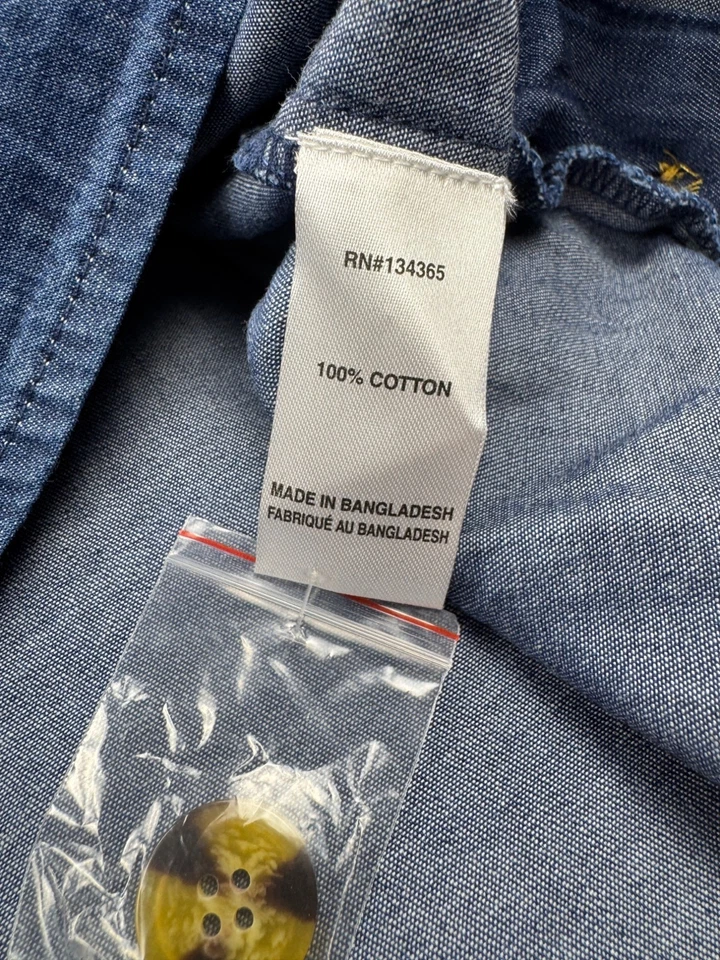 RN#134365
100% COTTON
MADE IN BANGLADESH
FABRIQUÉ AU BANGLADESH